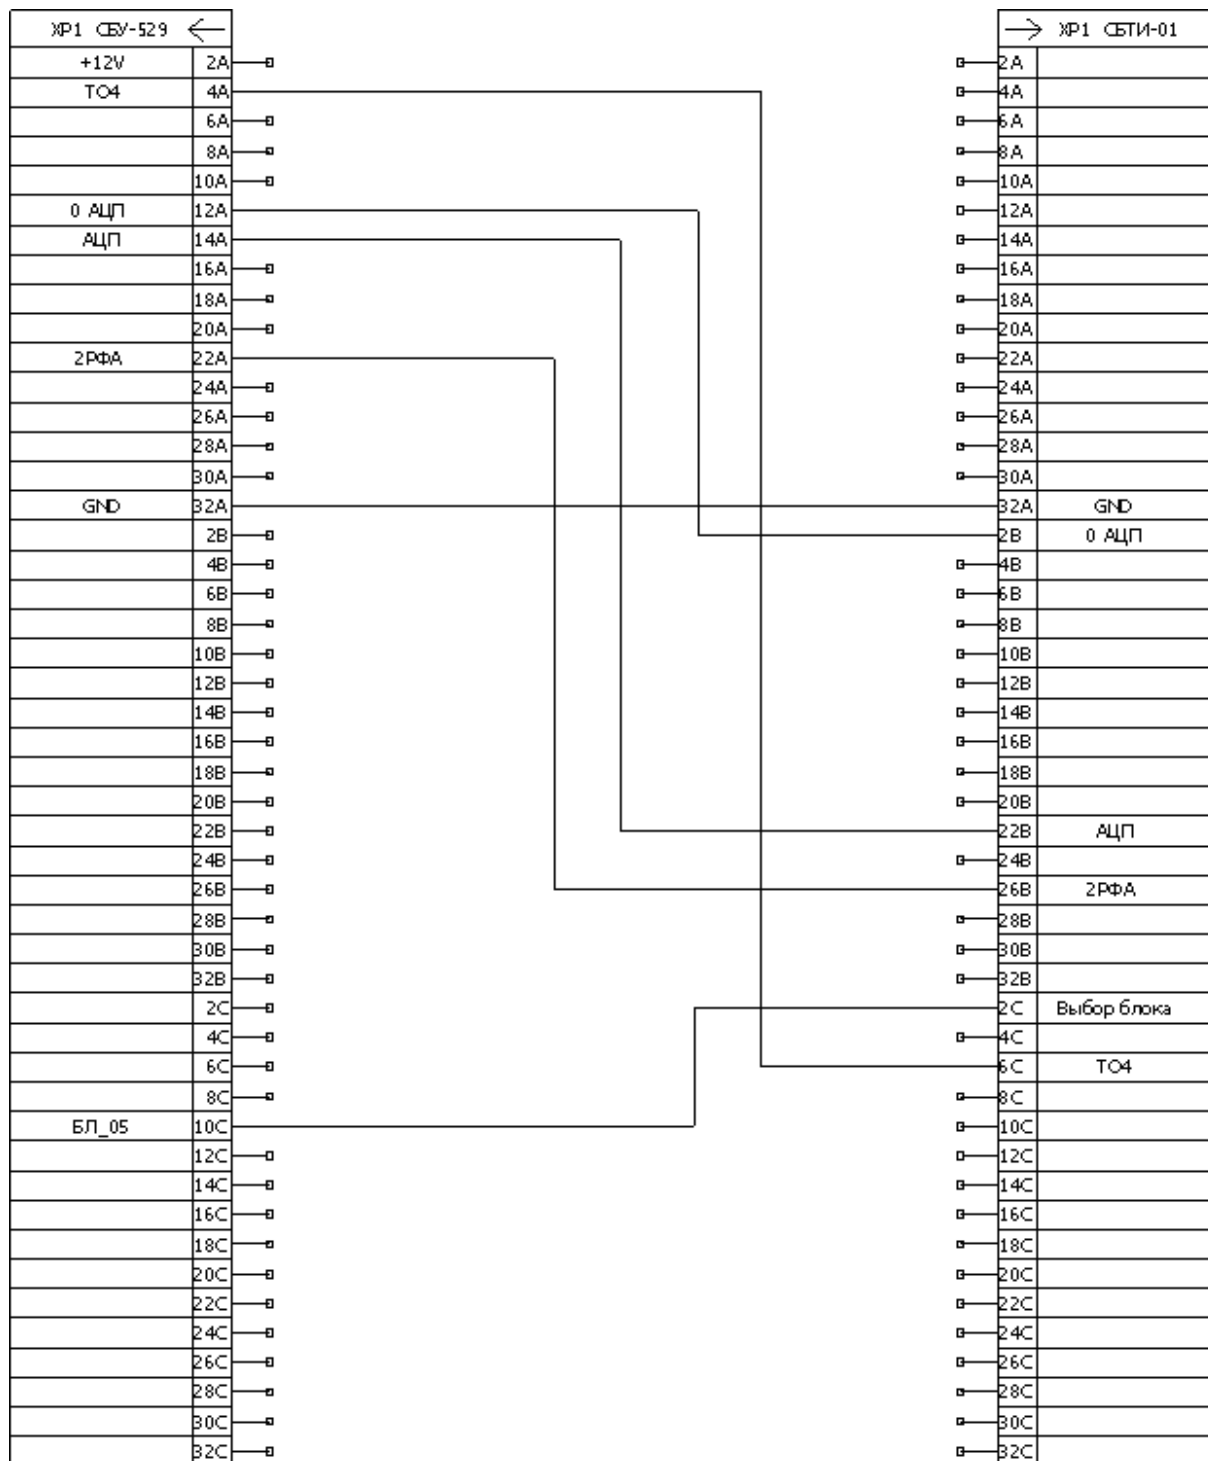 XP1 СБУ-529 XP1 СБТИ-01
+12V 2A 2A
TO4 4A 4A
6A 6A
8A 8A
10A 10A
0 АЦП 12A 12A
АЦП 14A 14A
16A 16A
18A 18A
20A 20A
2РФА 22A 22A
24A 24A
26A 26A
28A 28A
30A 30A
GND 32A 32A GND
2B 2B 0 АЦП
4B 4B
6B 6B
8B 8B
10B 10B
12B 12B
14B 14B
16B 16B
18B 18B
20B 20B
22B 22B АЦП
24B 24B
26B 26B 2РФА
28B 28B
30B 30B
32B 32B
2C 2C Выбор блока
4C 4C
6C 6C TO4
8C 8C
БЛ_05 10C 10C
12C 12C
14C 14C
16C 16C
18C 18C
20C 20C
22C 22C
24C 24C
26C 26C
28C 28C
30C 30C
32C 32C